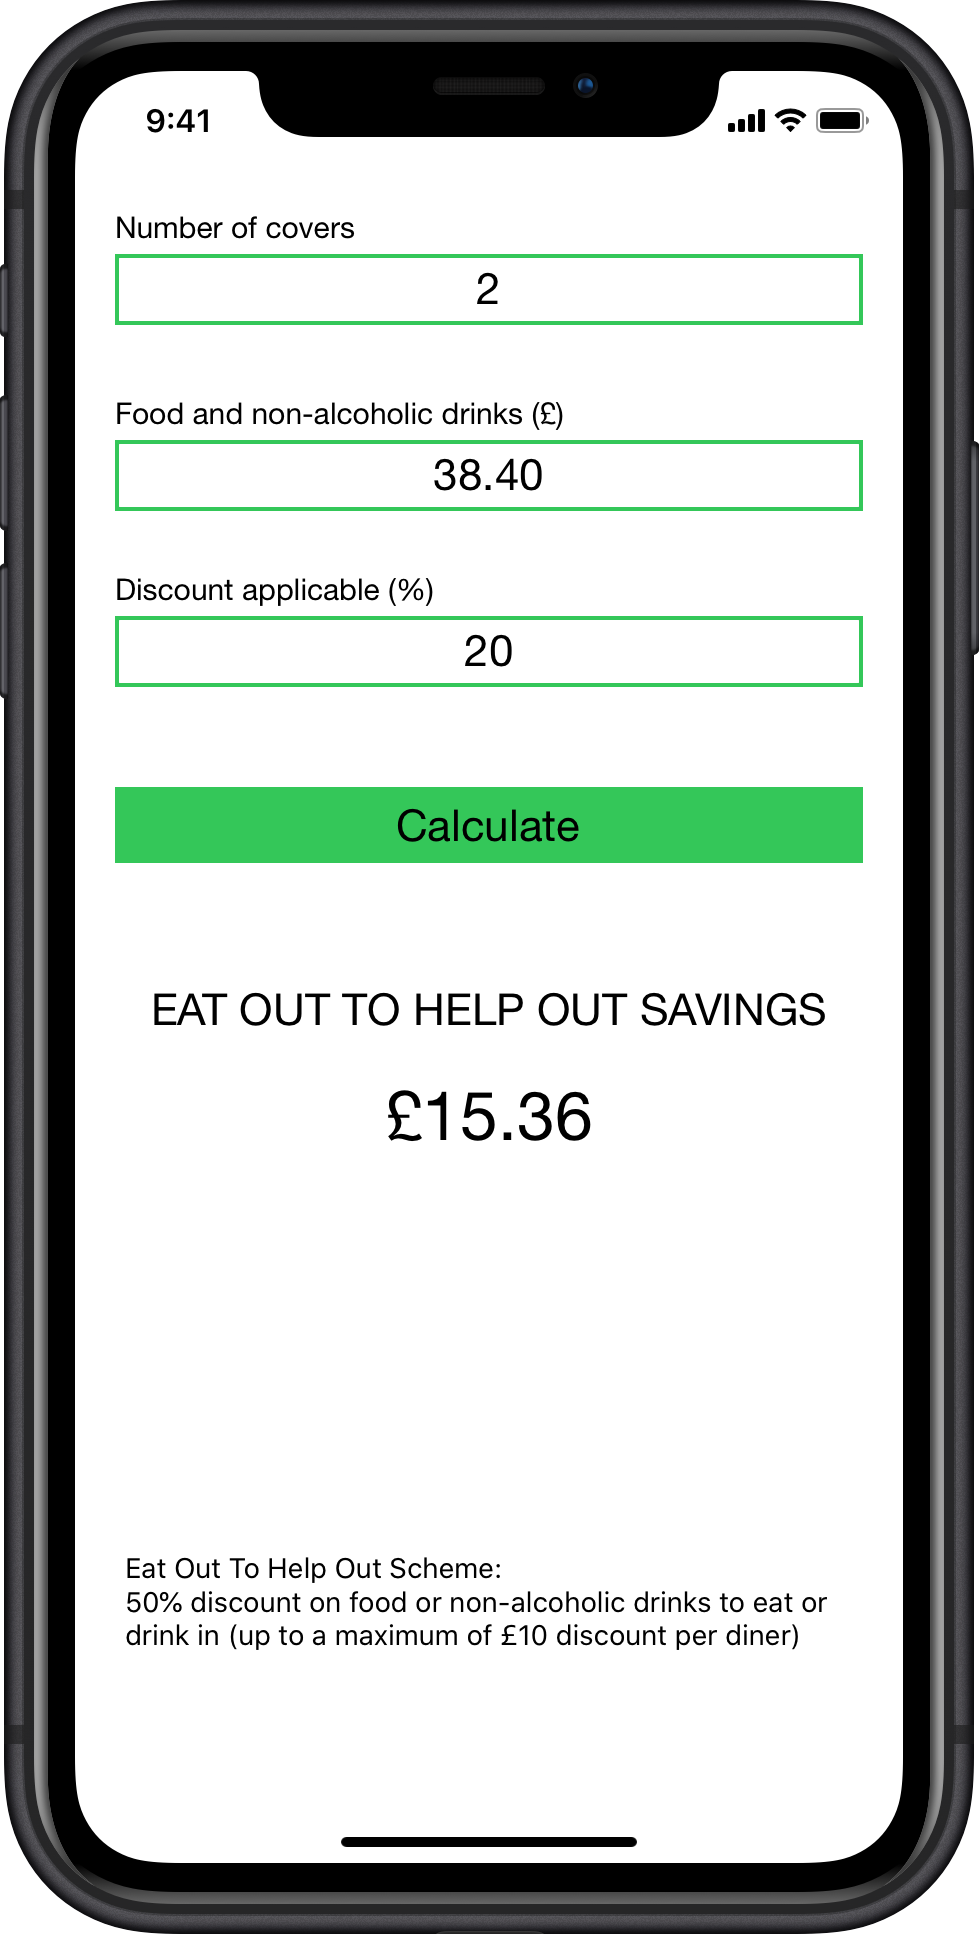 9:41
Number of covers
2
Food and non-alcoholic drinks (£)
38.40
Discount applicable (%)
20
Calculate
EAT OUT TO HELP OUT SAVINGS
£15.36
Eat Out To Help Out Scheme:
50% discount on food or non-alcoholic drinks to eat or
drink in (up to a maximum of £10 discount per diner)